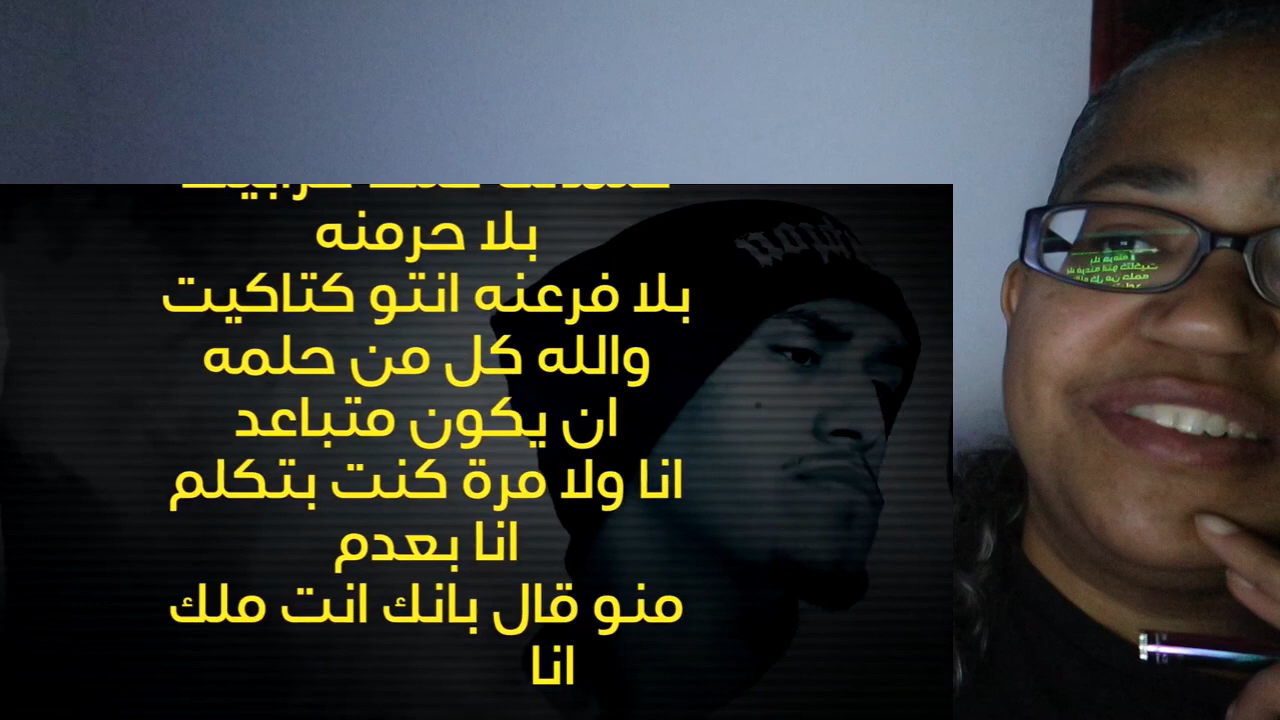 بلا حرمنه
بلا فرعنه انتو كتاكيت
والله كل من حلمه
ان يكون متباعد
انا ولا مرة كنت بتكلم
انا بعدم
منو قال بانك انت ملك
انا